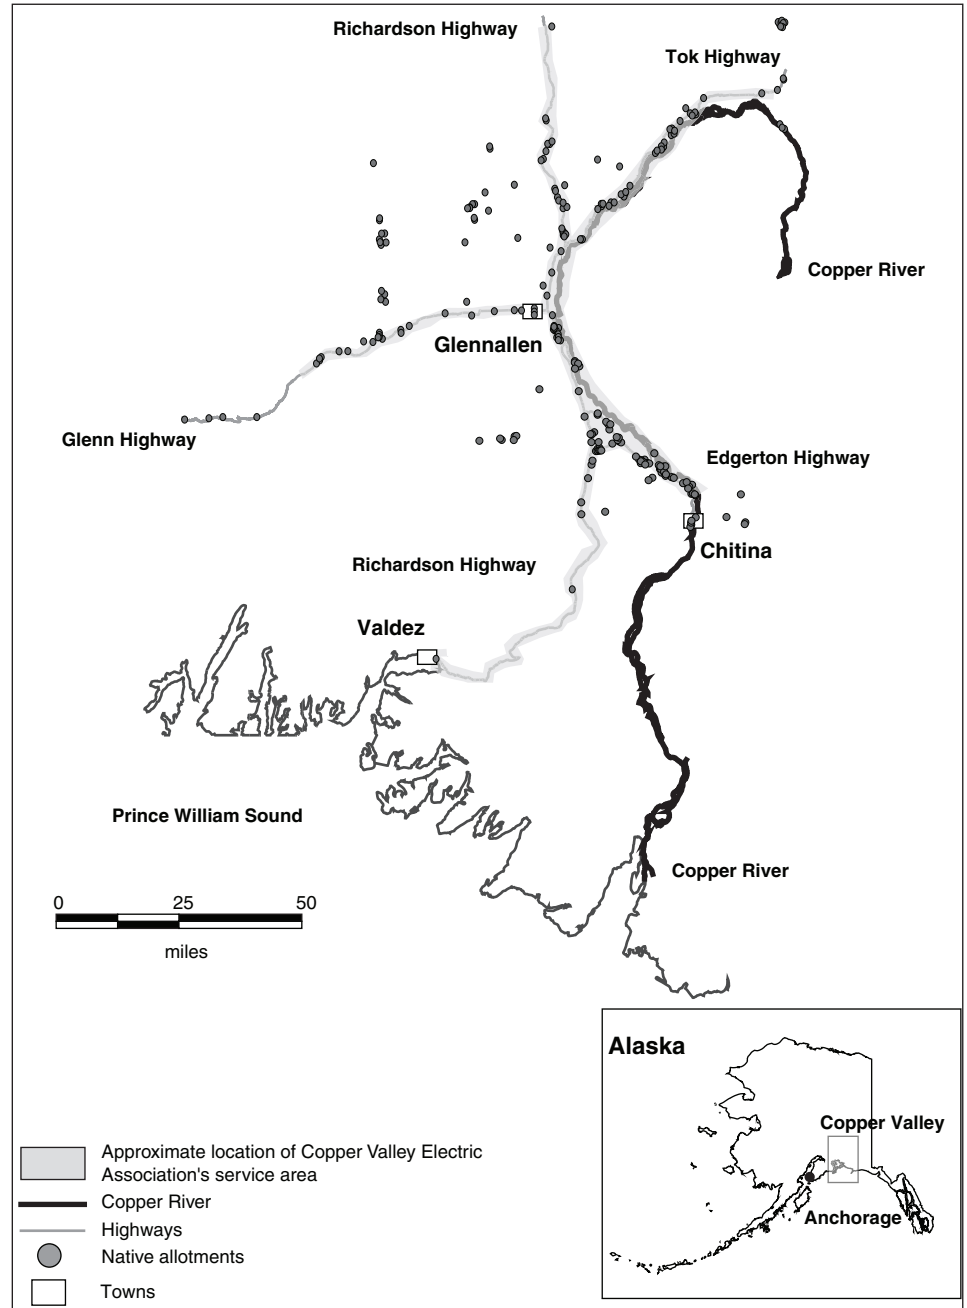 Richardson Highway
Tok Highway
Copper River
Glennallen
Glenn Highway
Edgerton Highway
Chitina
Richardson Highway
Valdez
Prince William Sound
Copper River
0 25 50
miles
Alaska
Copper Valley
Anchorage
Approximate location of Copper Valley Electric
Association's service area
Copper River
Highways
Native allotments
Towns